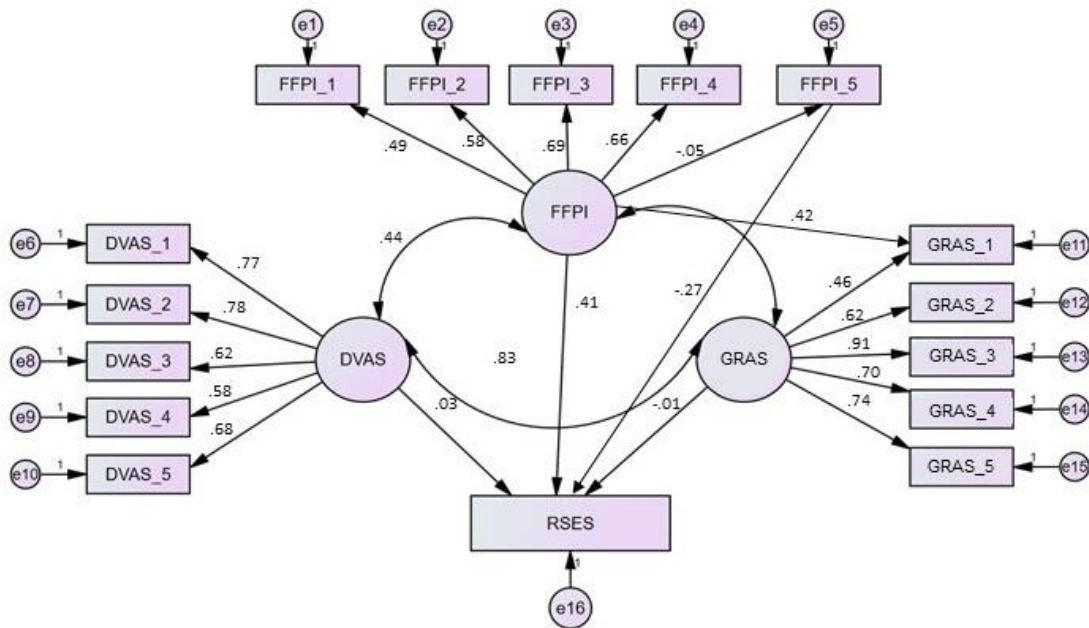 e1 e2 e3 e4 e5
1 1 1 1 1
FFPI_1 FFPI_2 FFPI_3 FFPI_4 FFPI_5
.49 .58 .69 .66 -.05
FFPI
.42
e6 1 DVAS_1
.77
.44
GRAS_1 1 e11
.46
e7 1 DVAS_2
.78
.41
-.27
.62
GRAS_2 1 e12
e8 1 DVAS_3
.62
DVAS
.83
GRAS
.91
GRAS_3 1 e13
e9 1 DVAS_4
.58
.03
-.01
.70
GRAS_4 1 e14
e10 1 DVAS_5
.68
.74
GRAS_5 1 e15
RSES
1
e16